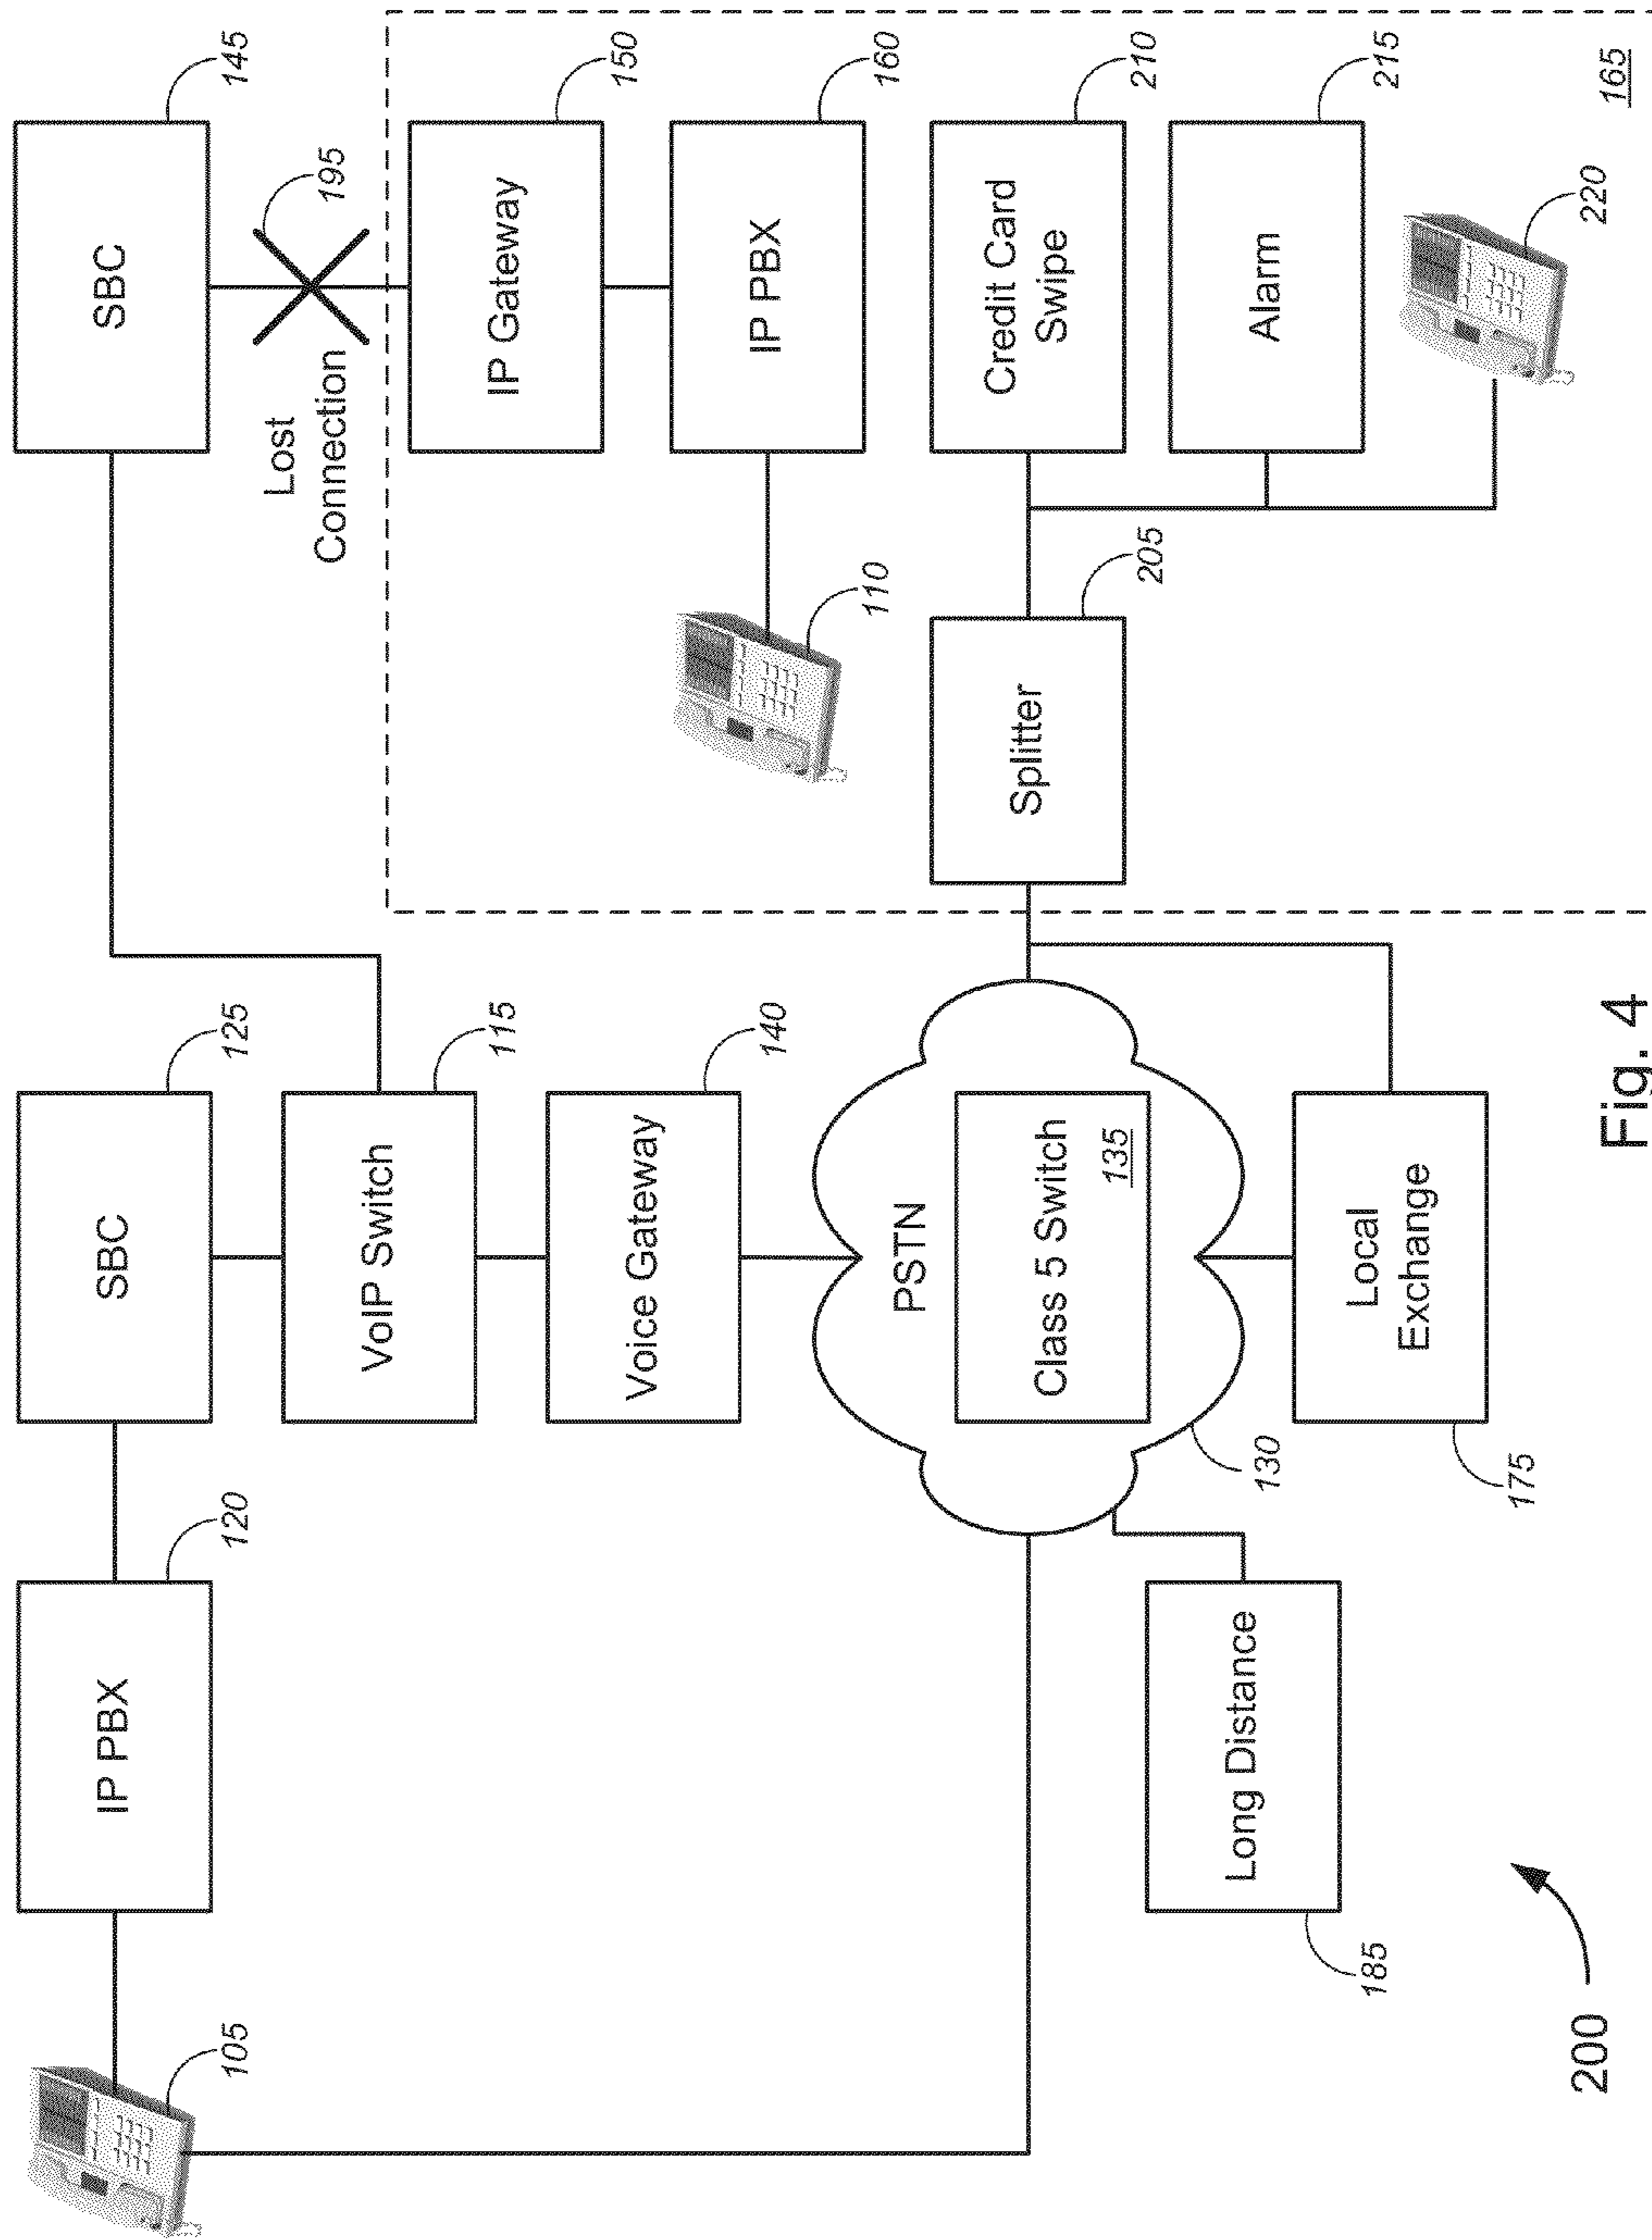 105
IP PBX
120
SBC
125
SBC
145
Lost
Connection
195
VoIP Switch
115
IP Gateway
150
Voice Gateway
140
IP PBX
160
110
PSTN
Class 5 Switch
135
130
Splitter
205
Credit Card
Swipe
210
Alarm
215
220
Long Distance
185
Local
Exchange
175
165
200
Fig. 4